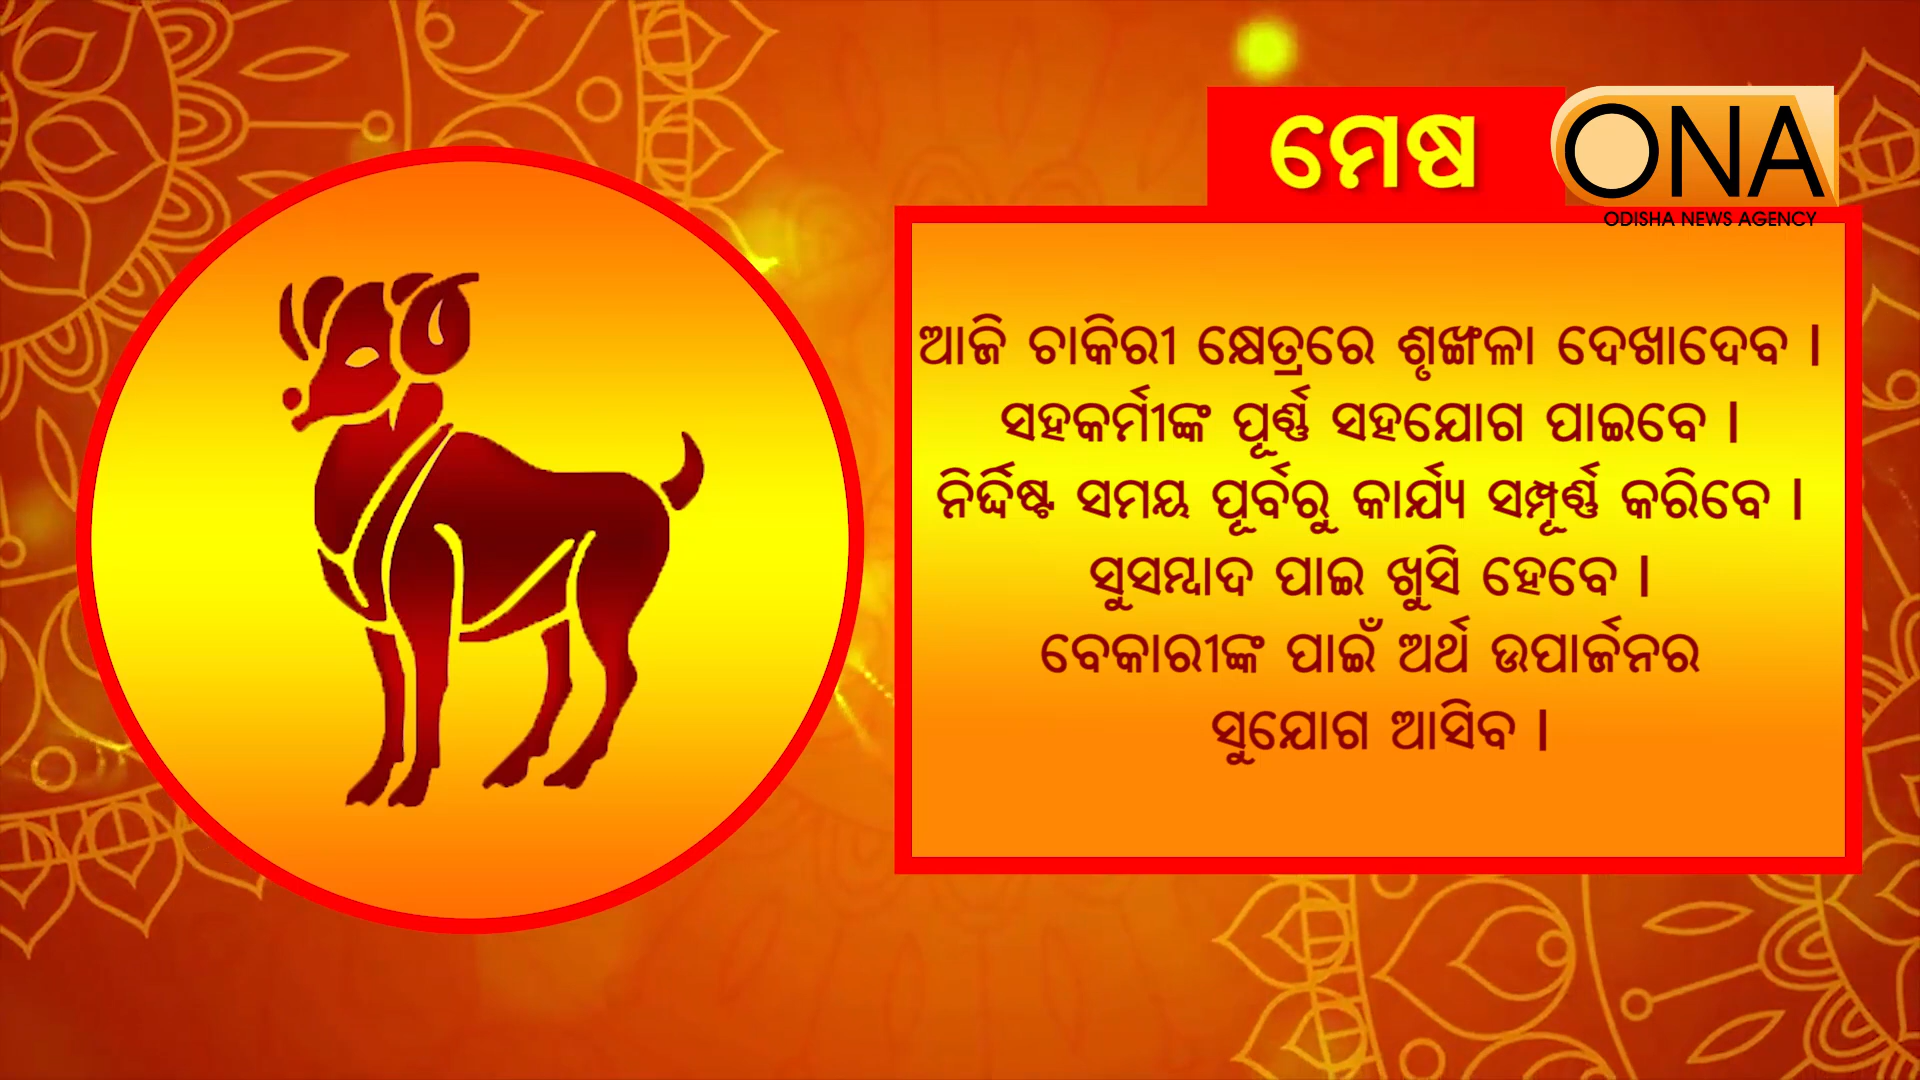 ମେଷ
ONA
ODISHA NEWS AGENCY
ଆଜି ଚାକିରୀ କ୍ଷେତ୍ରରେ ଶୃଙ୍ଖଳା ଦେଖାଦେବ ।
ସହକର୍ମୀଙ୍କ ପୂର୍ଣ୍ଣ ସହଯୋଗ ପାଇବେ ।
ନିର୍ଦ୍ଦିଷ୍ଟ ସମୟ ପୂର୍ବରୁ କାର୍ଯ୍ୟ ସମ୍ପୂର୍ଣ୍ଣ କରିବେ ।
ସୁସମ୍ବାଦ ପାଇ ଖୁସି ହେବେ ।
ବେକାରୀଙ୍କ ପାଇଁ ଅର୍ଥ ଉପାର୍ଜନର
ସୁଯୋଗ ଆସିବ ।